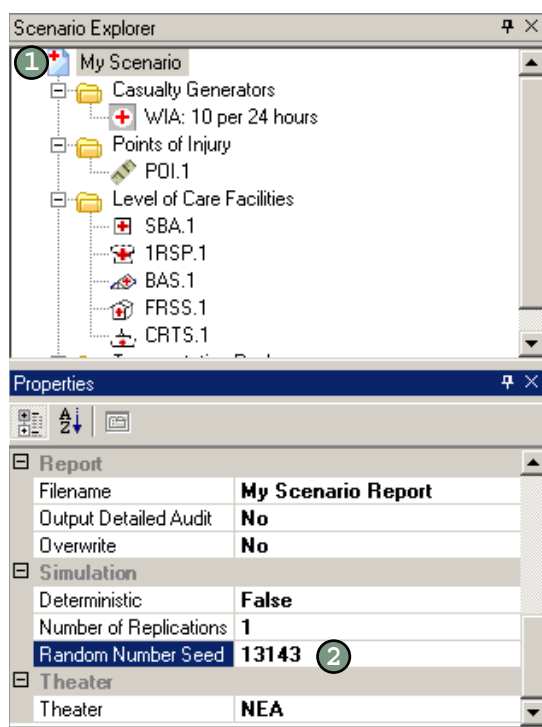 Scenario Explorer
1 My Scenario
Casualty Generators
WIA: 10 per 24 hours
Points of Injury
POI.1
Level of Care Facilities
SBA.1
1RSP.1
BAS.1
FRSS.1
CRTS.1
Properties
Report
Filename My Scenario Report
Output Detailed Audit No
Overwrite No
Simulation
Deterministic False
Number of Replications 1
Random Number Seed 13143 2
Theater
Theater NEA